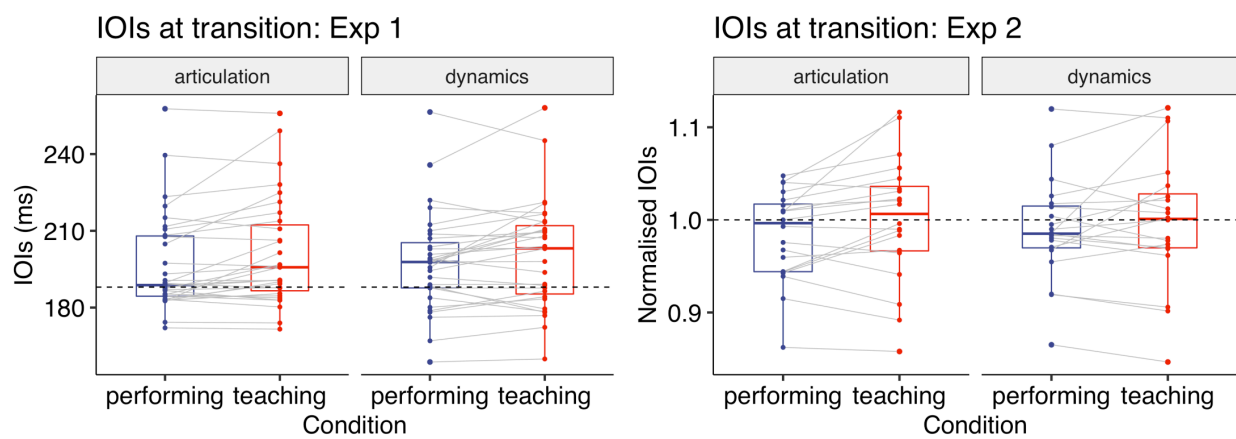 IOIs at transition: Exp 1
articulation
dynamics
IOIs (ms)
240
210
180
performing
teaching
performing
teaching
Condition
IOIs at transition: Exp 2
articulation
dynamics
Normalised IOIs
1.1
1.0
0.9
performing
teaching
performing
teaching
Condition